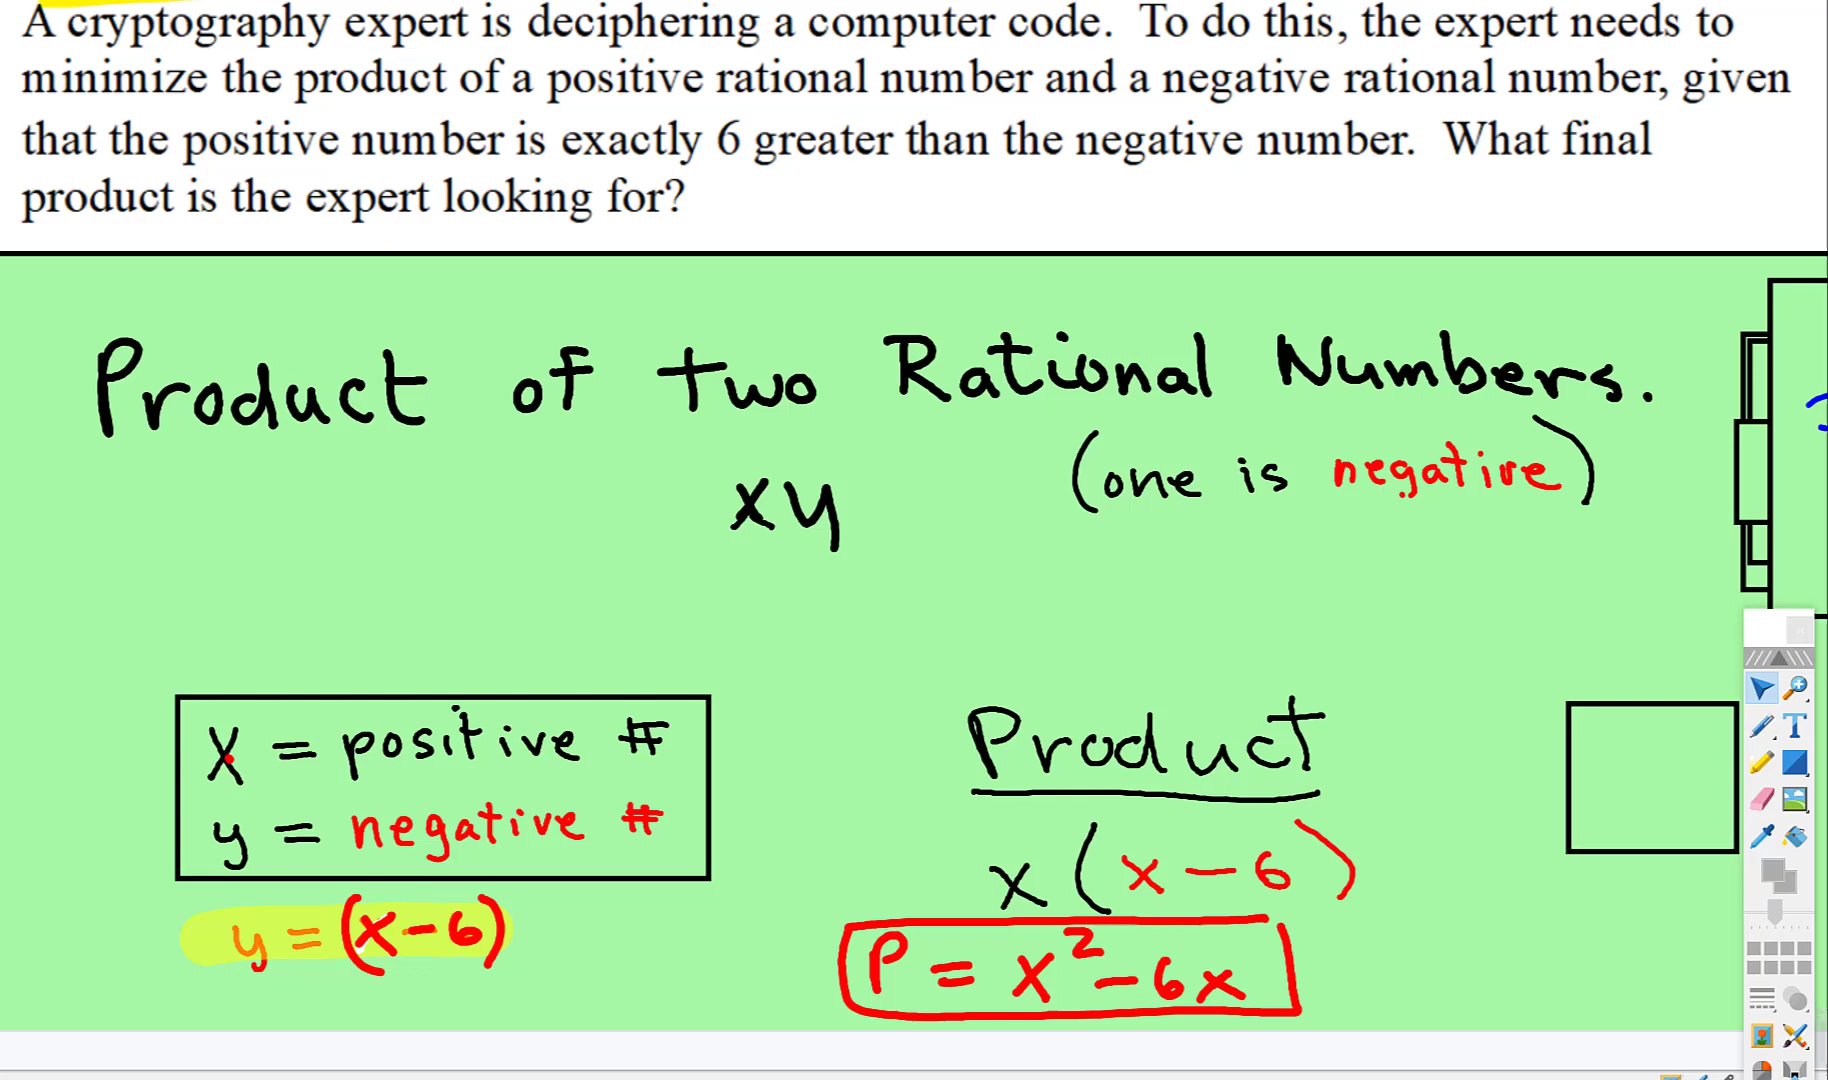 A cryptography expert is deciphering a computer code. To do this, the expert needs to
minimize the product of a positive rational number and a negative rational number, given
that the positive number is exactly 6 greater than the negative number. What final
product is the expert looking for?
Product of two Rational Numbers.
xy (one is negative)
x = positive #
y = negative #
y = (x-6)
Product
x (x-6)
P = x²-6x
T